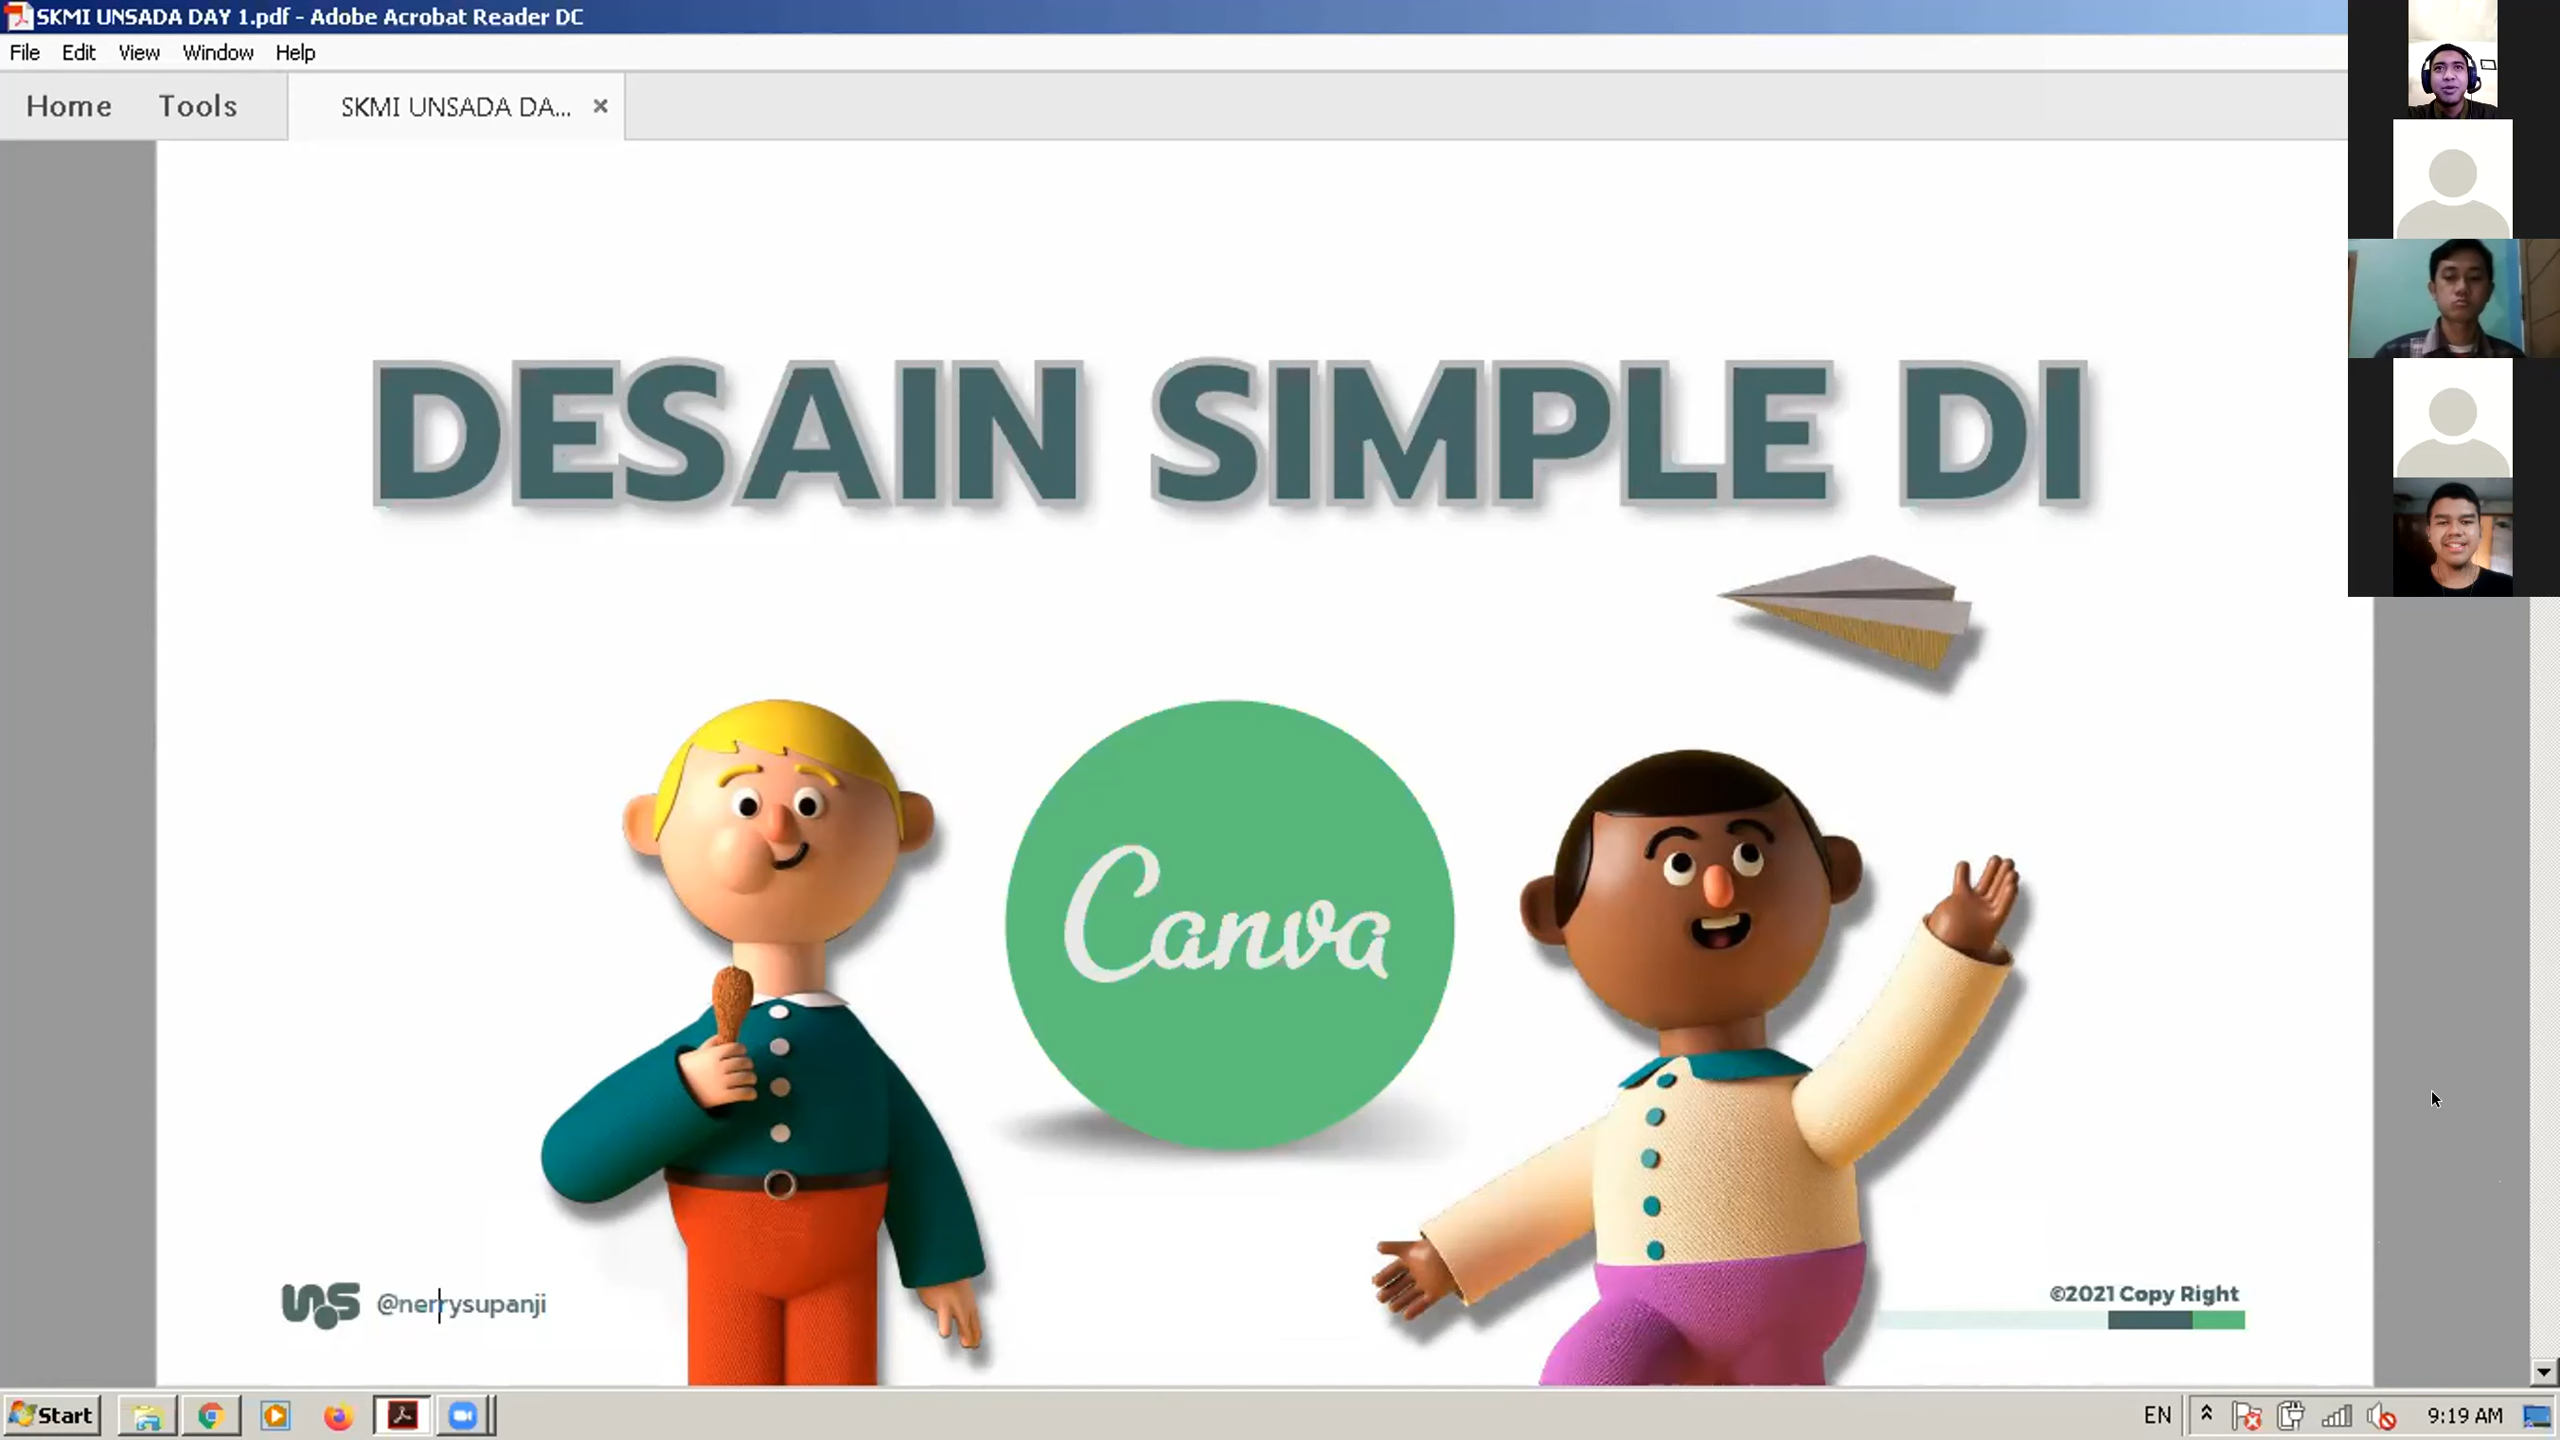 SKMI UNSADA DAY 1.pdf - Adobe Acrobat Reader DC
File Edit View Window Help
Home Tools SKMI UNSADA DA... ×
DESAIN SIMPLE DI
Canva
@nerrysupanji
©2021 Copy Right
Start
EN 9:19 AM